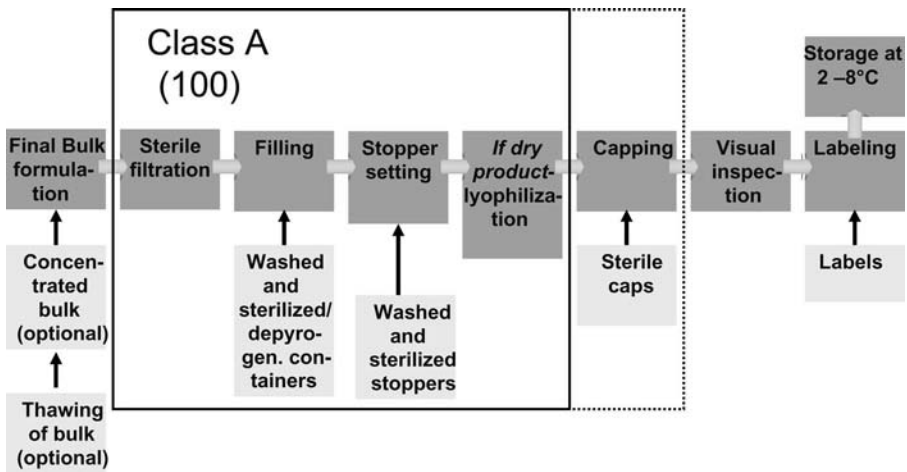 Class A
(100)
Storage at
2 –8°C
Final Bulk
formula-
tion
Sterile
filtration
Filling
Stopper
setting
If dry
product-
lyophiliza-
tion
Capping
Visual
inspec-
tion
Labeling
Concen-
trated
bulk
(optional)
Washed
and
sterilized/
depyro-
gen. con-
tainers
Washed
and
sterilized
stoppers
Sterile
caps
Labels
Thawing
of bulk
(optional)